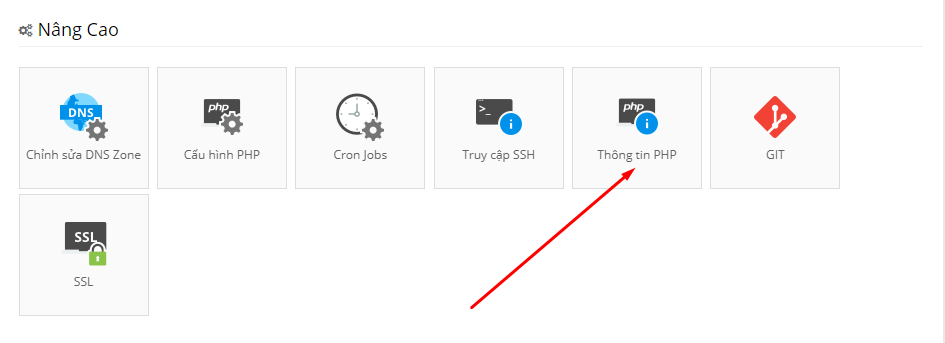 Nâng Cao
DNS
php
>_
i
php
i
Chỉnh sửa DNS Zone
Cấu hình PHP
Cron Jobs
Truy cập SSH
Thông tin PHP
GIT
SSL
SSL